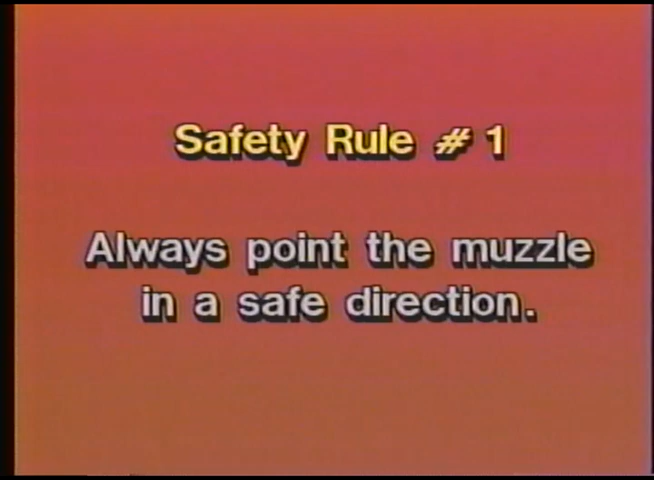 Safety Rule # 1
Always point the muzzle
in a safe direction.